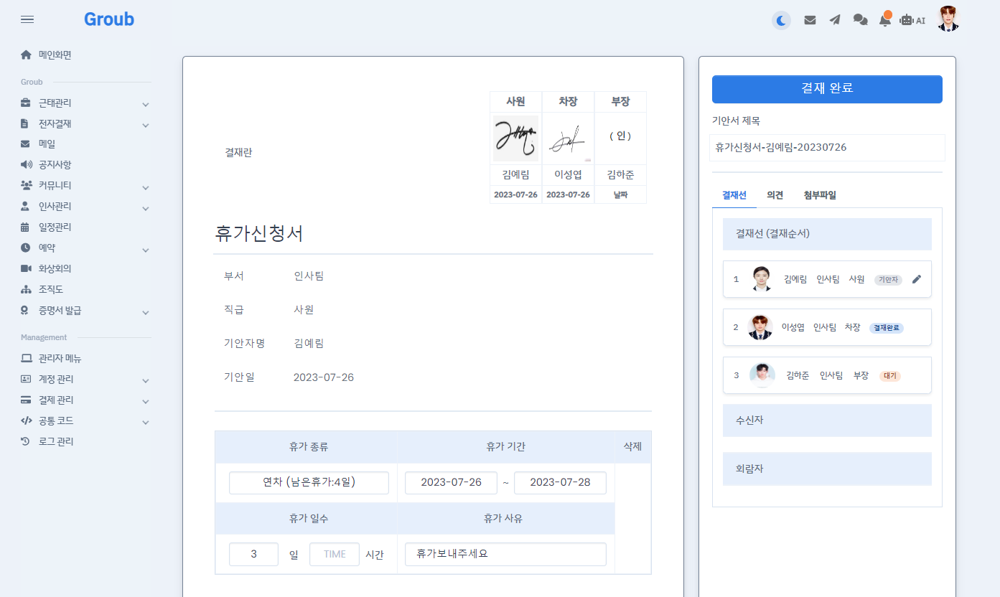 Groub
AI
메인화면
Groub
근태관리
전자결재
메일
공지사항
커뮤니티
인사관리
일정관리
예약
화상회의
조직도
증명서 발급
Management
관리자 메뉴
계정 관리
결제 관리
공통 코드
로그 관리
결재란
사원 차장 부장
( 인 )
김예림 이성엽 김하준
2023-07-26 2023-07-26 날짜
휴가신청서
부서 인사팀
직급 사원
기안자명 김예림
기안일 2023-07-26
휴가 종류 휴가 기간 삭제
연차 (남은휴가:4일) 2023-07-26 ~ 2023-07-28
휴가 일수 휴가 사유
3 일 TIME 시간 휴가보내주세요
결재 완료
기안서 제목
휴가신청서-김예림-20230726
결재선 의견 첨부파일
결재선 (결재순서)
1 김예림 인사팀 사원 기안자
2 이성엽 인사팀 차장 결재완료
3 김하준 인사팀 부장 대기
수신자
회람자